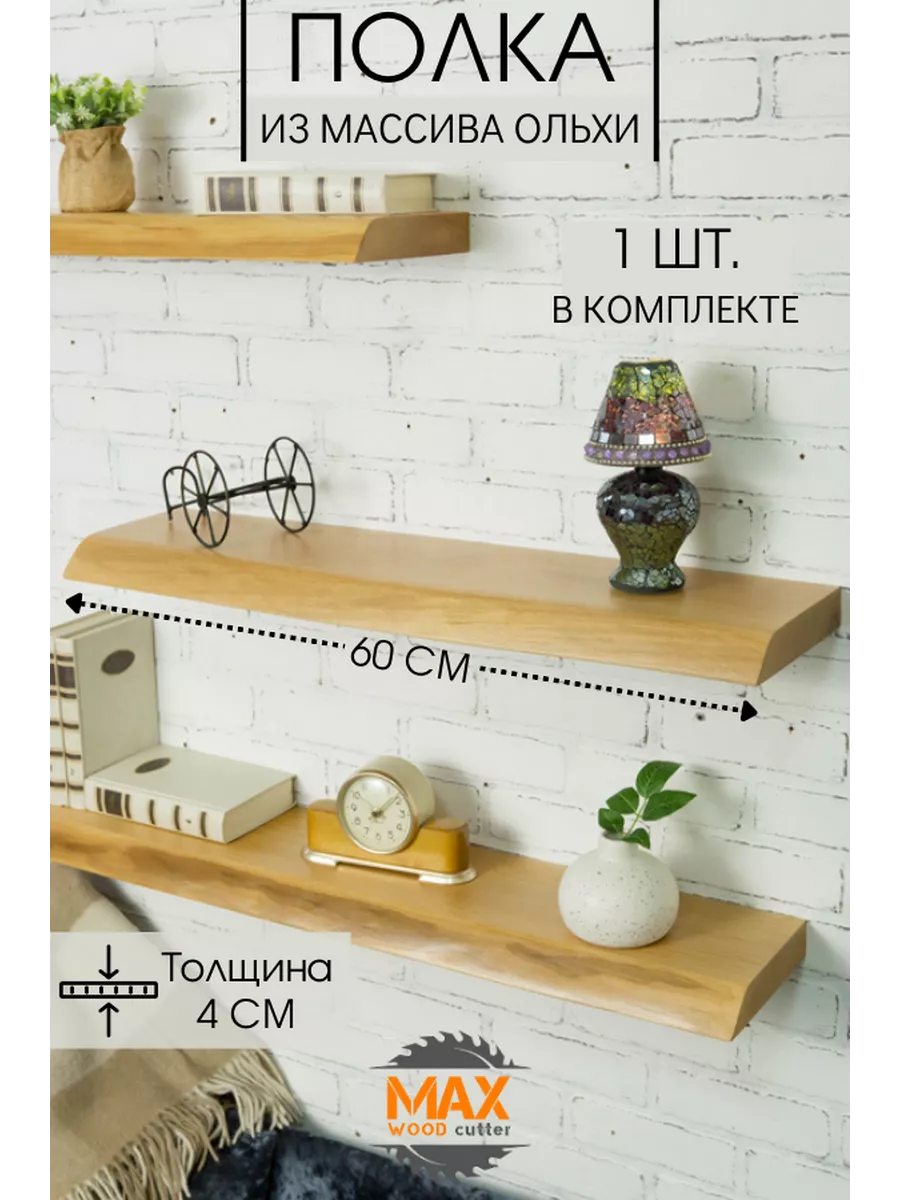 ПОЛКА
ИЗ МАССИВА ОЛЬХИ
1 ШТ.
В КОМПЛЕКТЕ
60 СМ
Толщина
4 СМ
MAX
WOOD cutter